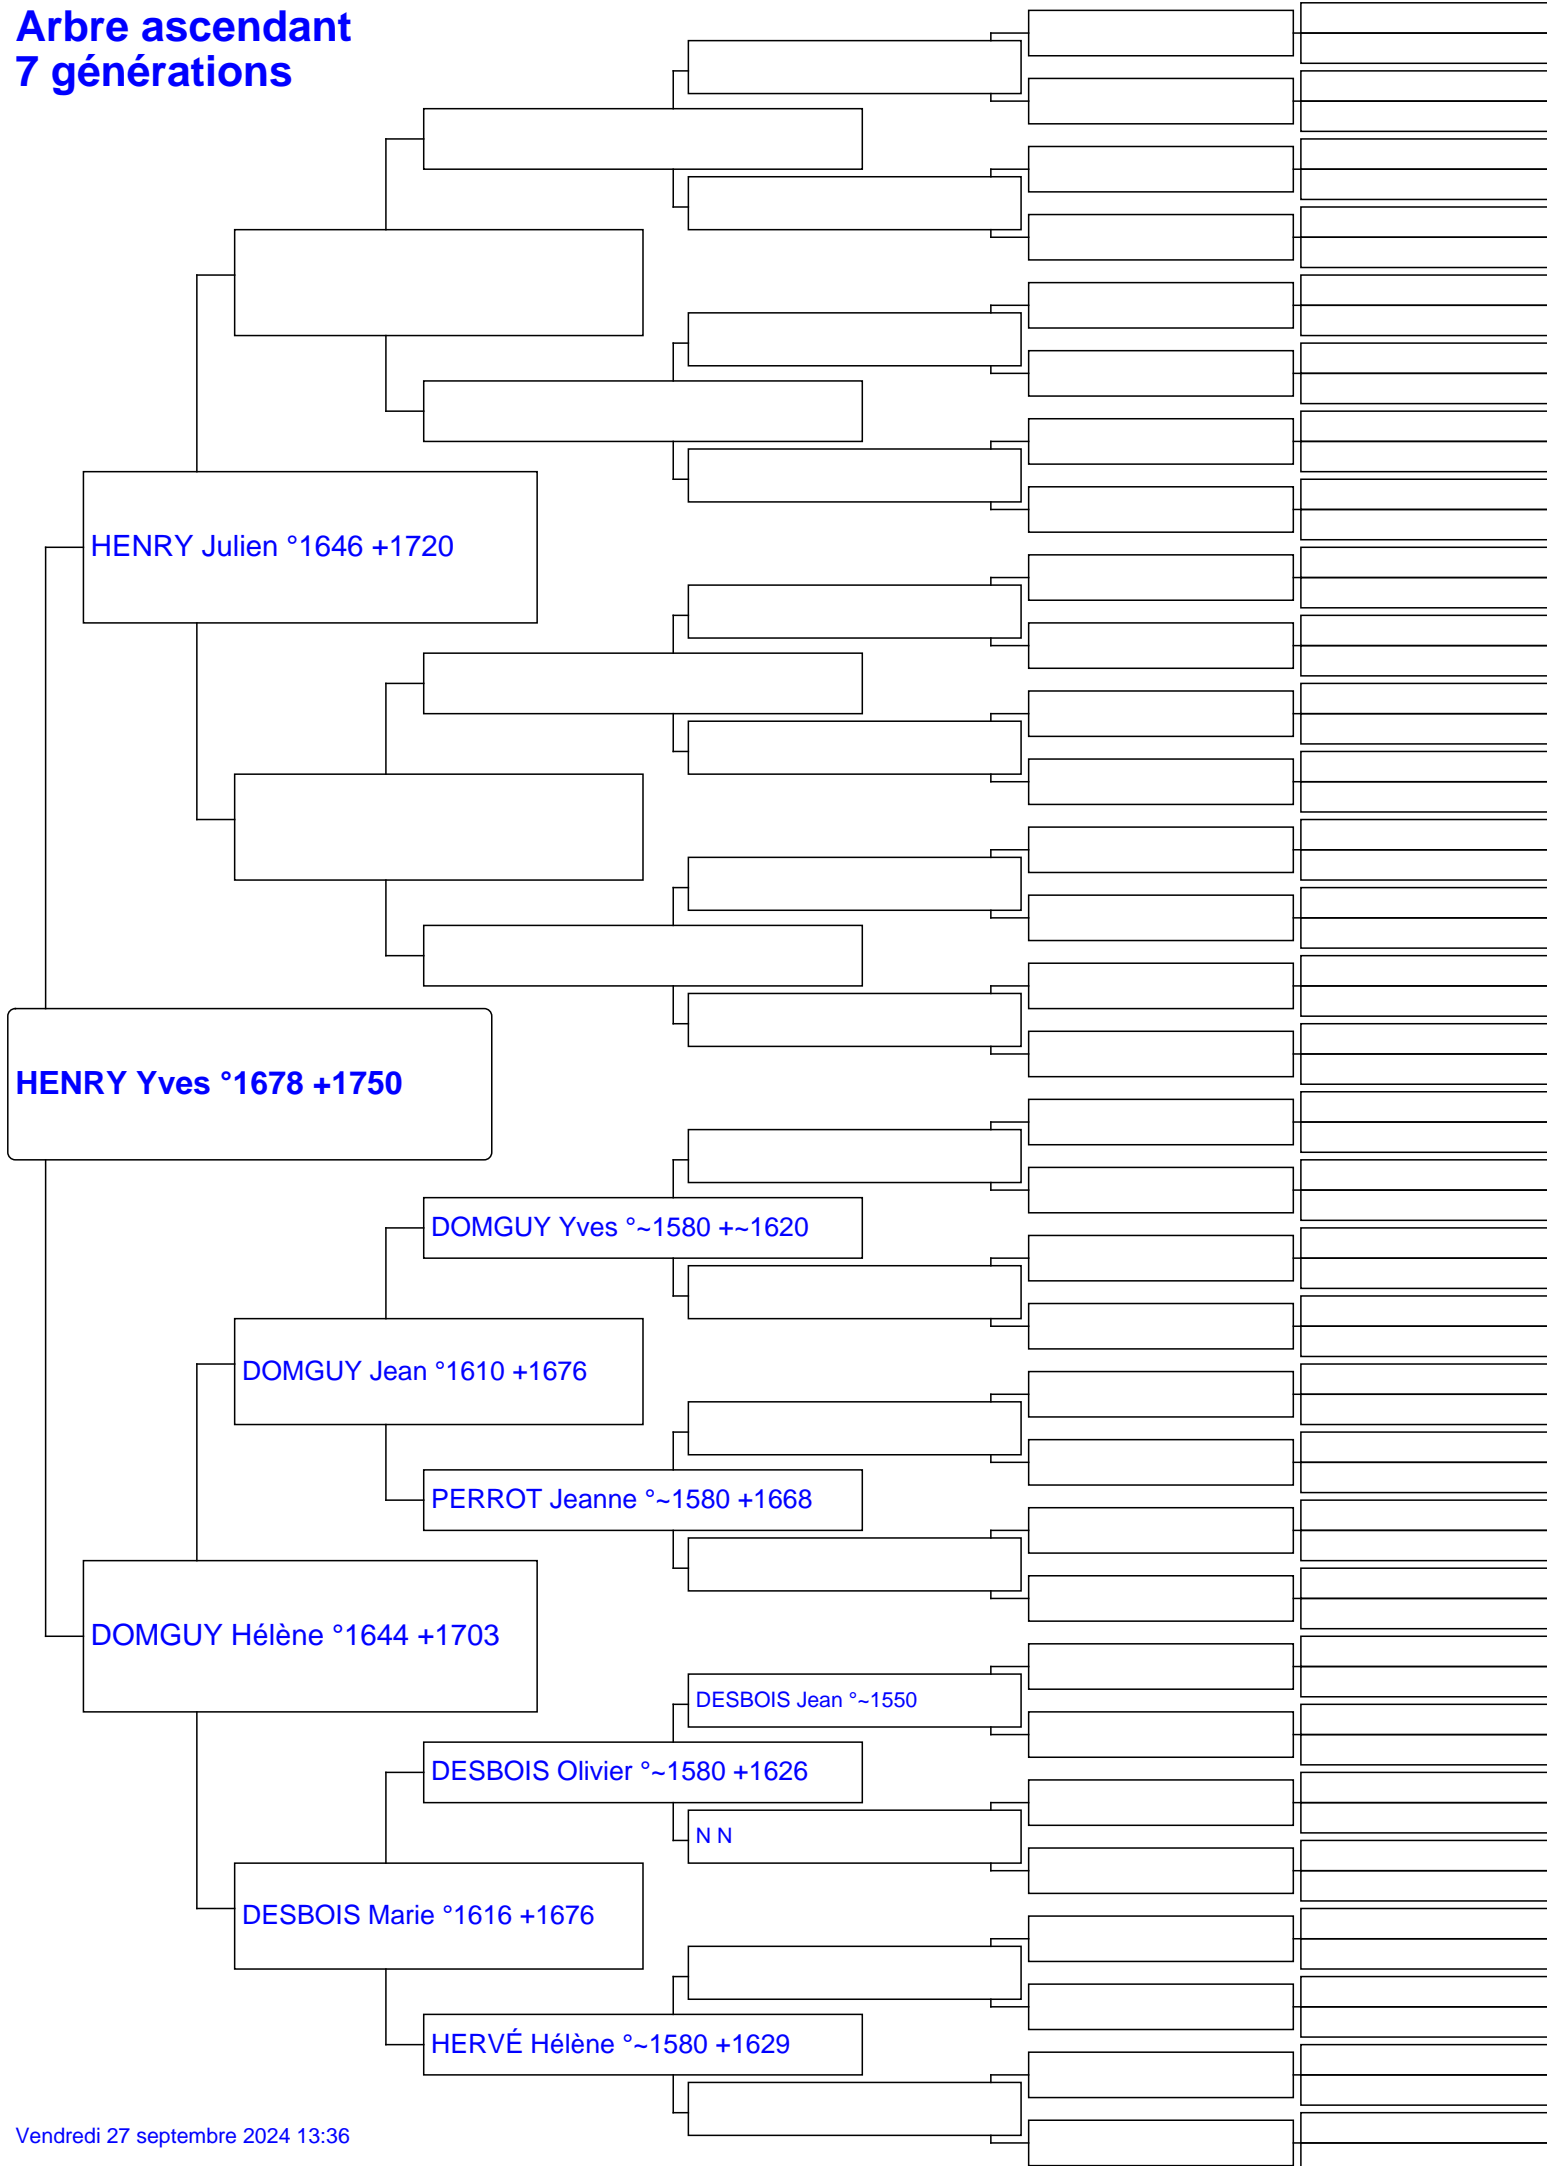 Arbre ascendant
7 générations
HENRY Julien °1646 +1720
HENRY Yves °1678 +1750
DOMGUY Yves °~1580 +~1620
DOMGUY Jean °1610 +1676
PERROT Jeanne °~1580 +1668
DOMGUY Hélène °1644 +1703
DESBOIS Jean °~1550
DESBOIS Olivier °~1580 +1626
N N
DESBOIS Marie °1616 +1676
HERVÉ Hélène °~1580 +1629
Vendredi 27 septembre 2024 13:36